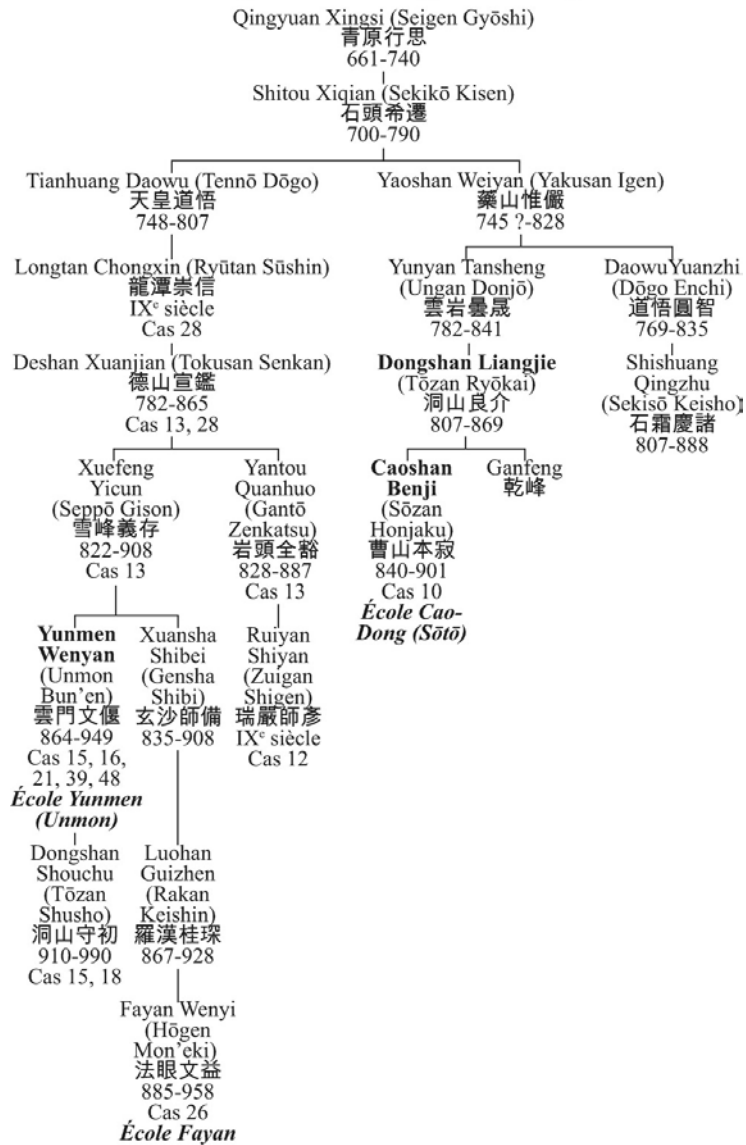 Qingyuan Xingsi (Seigen Gyōshi)
青原行思
661-740
Shitou Xiqian (Sekikō Kisen)
石頭希遷
700-790
Tianhuang Daowu (Tennō Dōgo)
天皇道悟
748-807
Yaoshan Weiyan (Yakusan Igen)
藥山惟儼
745 ?-828
Longtan Chongxin (Ryūtan Sūshin)
龍潭崇信
IXᵉ siècle
Cas 28
Yunyan Tansheng
(Ungan Donjō)
雲岩曇晟
782-841
DaowuYuanzhi
(Dōgo Enchi)
道悟圓智
769-835
Deshan Xuanjian (Tokusan Senkan)
德山宣鑑
782-865
Cas 13, 28
Dongshan Liangjie
(Tōzan Ryōkai)
洞山良介
807-869
Shishuang
Qingzhu
(Sekisō Keisho)
石霜慶諸
807-888
Xuefeng
Yicun
(Seppō Gison)
雪峰義存
822-908
Cas 13
Yantou
Quanhuo
(Gantō
Zenkatsu)
岩頭全豁
828-887
Cas 13
Caoshan
Benji
(Sōzan
Honjaku)
曹山本寂
840-901
Cas 10
École Cao-
Dong (Sōtō)
Ganfeng
乾峰
Yunmen
Wenyan
(Unmon
Bun’en)
雲門文偃
864-949
Cas 15, 16,
21, 39, 48
École Yunmen
(Unmon)
Xuansha
Shibei
(Gensha
Shibi)
玄沙師備
835-908
Ruiyan
Shiyan
(Zuigan
Shigen)
瑞巖師彥
IXᵉ siècle
Cas 12
Dongshan
Shouchu
(Tōzan
Shusho)
洞山守初
910-990
Cas 15, 18
Luohan
Guizhen
(Rakan
Keishin)
羅漢桂琛
867-928
Fayan Wenyi
(Hōgen
Mon’eki)
法眼文益
885-958
Cas 26
École Fayan